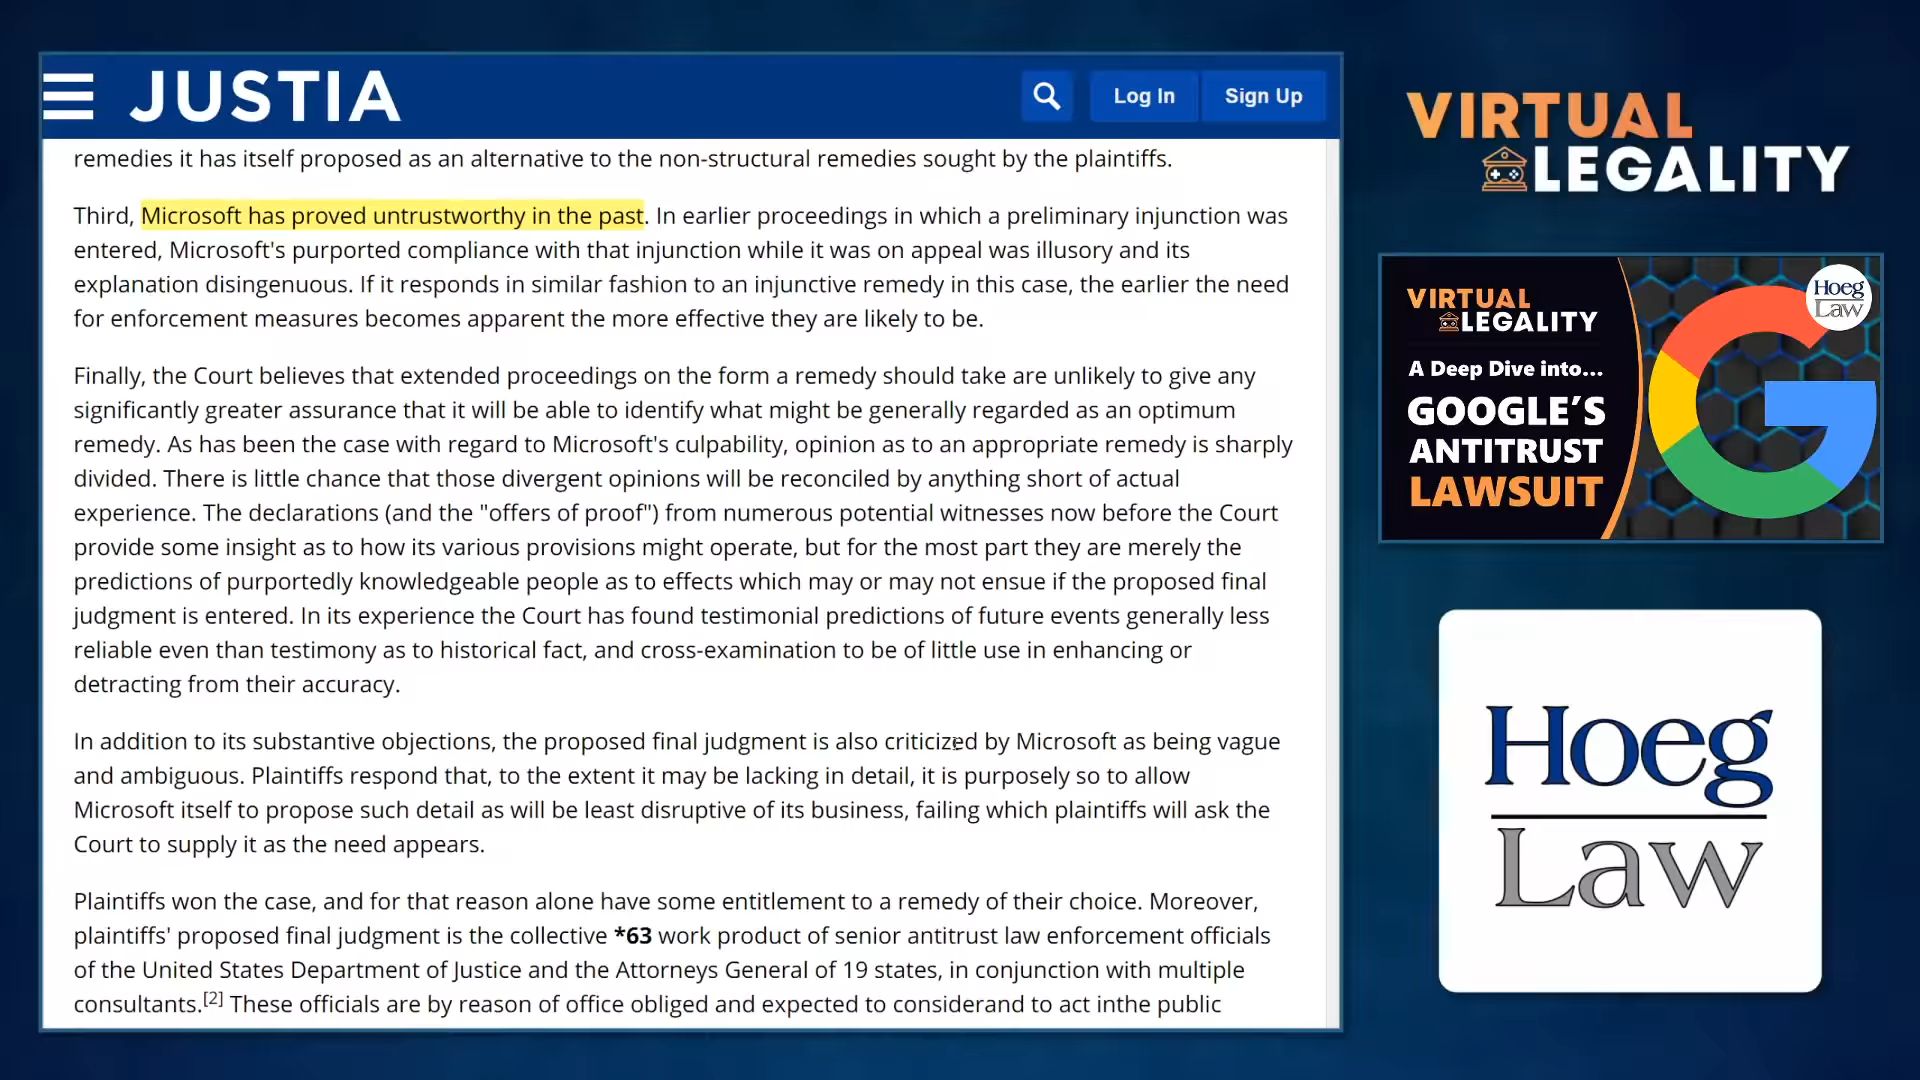 JUSTIA
Log In
Sign Up
remedies it has itself proposed as an alternative to the non-structural remedies sought by the plaintiffs.
Third, Microsoft has proved untrustworthy in the past. In earlier proceedings in which a preliminary injunction was
entered, Microsoft's purported compliance with that injunction while it was on appeal was illusory and its
explanation disingenuous. If it responds in similar fashion to an injunctive remedy in this case, the earlier the need
for enforcement measures becomes apparent the more effective they are likely to be.
Finally, the Court believes that extended proceedings on the form a remedy should take are unlikely to give any
significantly greater assurance that it will be able to identify what might be generally regarded as an optimum
remedy. As has been the case with regard to Microsoft's culpability, opinion as to an appropriate remedy is sharply
divided. There is little chance that those divergent opinions will be reconciled by anything short of actual
experience. The declarations (and the "offers of proof") from numerous potential witnesses now before the Court
provide some insight as to how its various provisions might operate, but for the most part they are merely the
predictions of purportedly knowledgeable people as to effects which may or may not ensue if the proposed final
judgment is entered. In its experience the Court has found testimonial predictions of future events generally less
reliable even than testimony as to historical fact, and cross-examination to be of little use in enhancing or
detracting from their accuracy.
In addition to its substantive objections, the proposed final judgment is also criticized by Microsoft as being vague
and ambiguous. Plaintiffs respond that, to the extent it may be lacking in detail, it is purposely so to allow
Microsoft itself to propose such detail as will be least disruptive of its business, failing which plaintiffs will ask the
Court to supply it as the need appears.
Plaintiffs won the case, and for that reason alone have some entitlement to a remedy of their choice. Moreover,
plaintiffs' proposed final judgment is the collective *63 work product of senior antitrust law enforcement officials
of the United States Department of Justice and the Attorneys General of 19 states, in conjunction with multiple
consultants.[2] These officials are by reason of office obliged and expected to considerand to act inthe public
VIRTUAL
LEGALITY
VIRTUAL
LEGALITY
A Deep Dive into...
GOOGLE'S
ANTITRUST
LAWSUIT
Hoeg
Law
Hoeg
Law